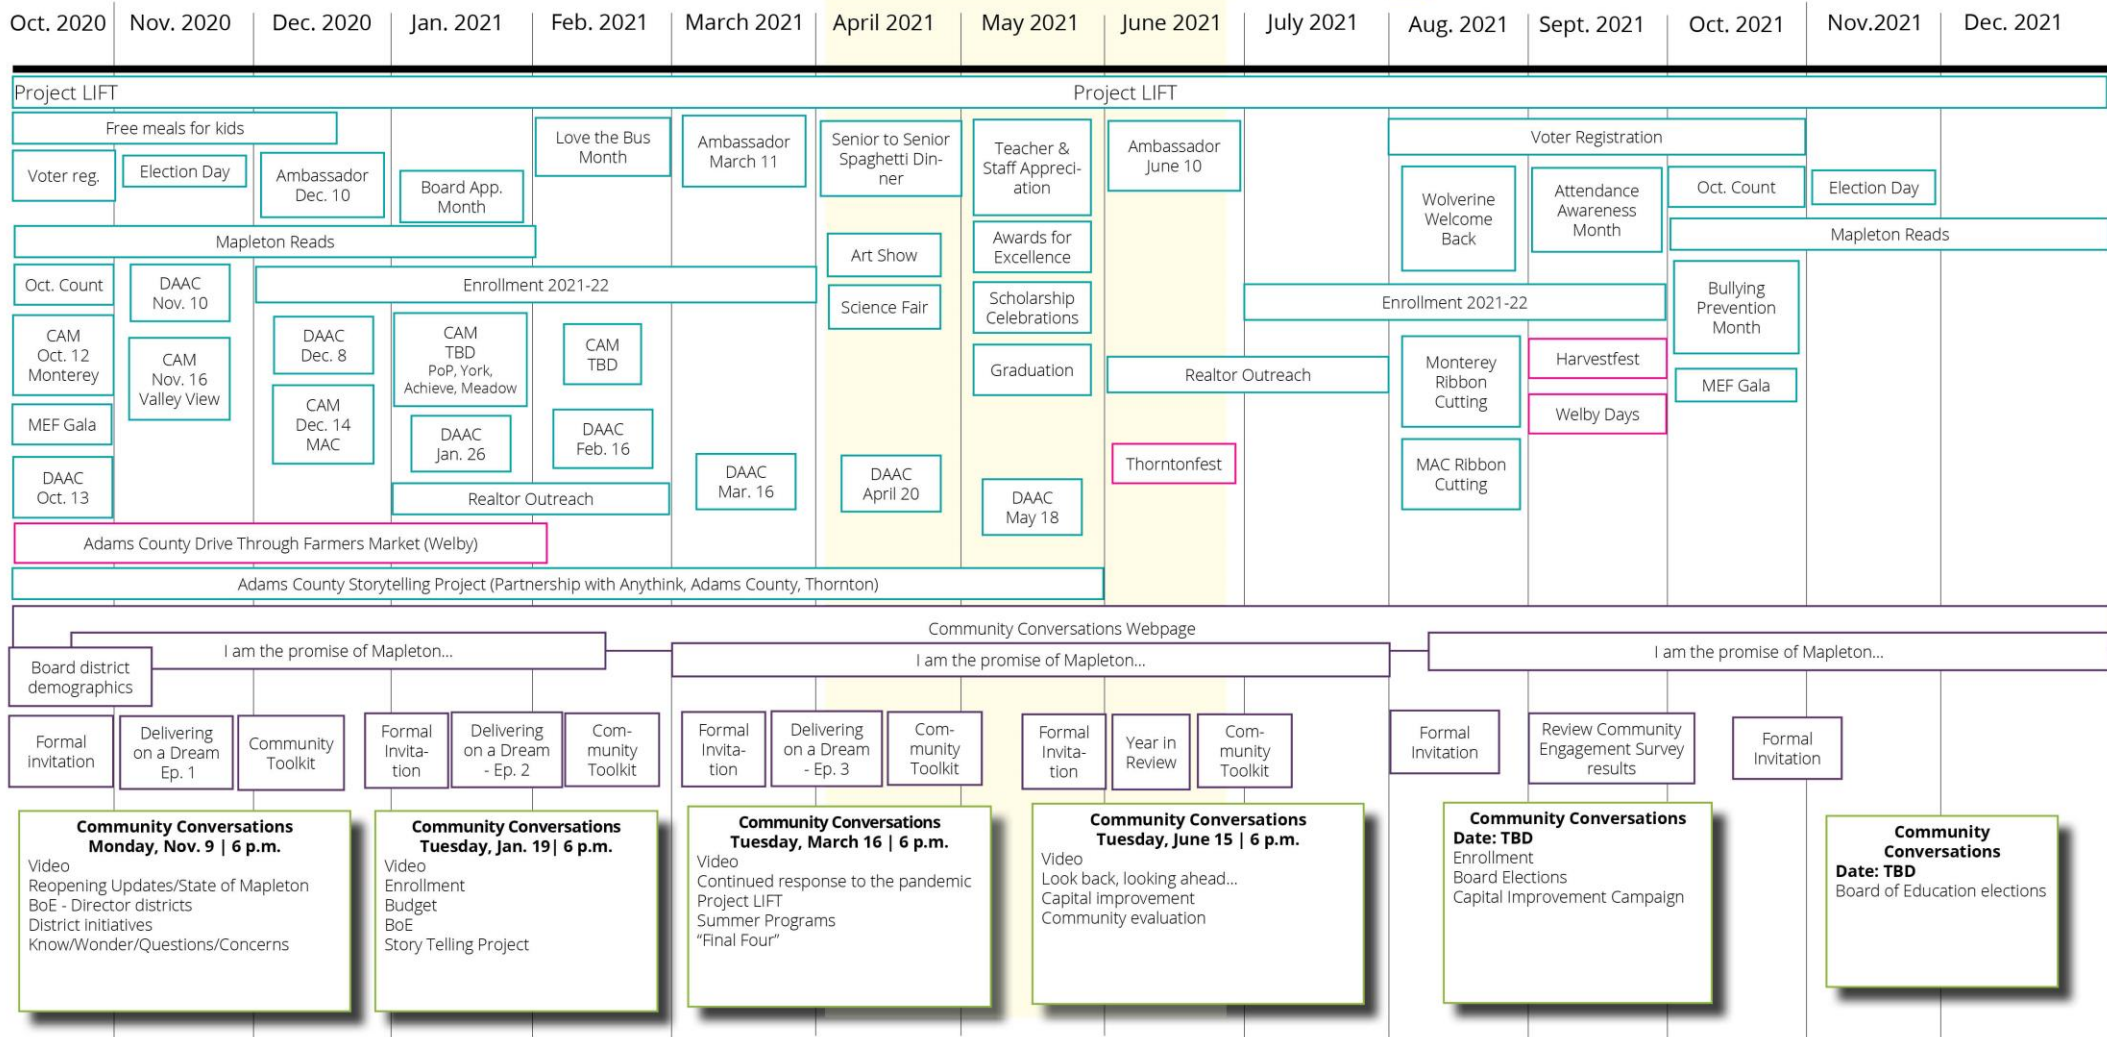 Oct. 2020
Nov. 2020
Dec. 2020
Jan. 2021
Feb. 2021
March 2021
April 2021
May 2021
June 2021
July 2021
Aug. 2021
Sept. 2021
Oct. 2021
Nov.2021
Dec. 2021
Project LIFT
Project LIFT
Free meals for kids
Voter reg.
Election Day
Ambassador
Dec. 10
Board App.
Month
Love the Bus
Month
Ambassador
March 11
Senior to Senior
Spaghetti Din-
ner
Teacher &
Staff Appreci-
ation
Ambassador
June 10
Voter Registration
Wolverine
Welcome
Back
Attendance
Awareness
Month
Oct. Count
Election Day
Mapleton Reads
Art Show
Awards for
Excellence
Mapleton Reads
Oct. Count
DAAC
Nov. 10
Enrollment 2021-22
Science Fair
Scholarship
Celebrations
Enrollment 2021-22
Bullying
Prevention
Month
CAM
Oct. 12
Monterey
CAM
Nov. 16
Valley View
DAAC
Dec. 8
CAM
TBD
PoP, York,
Achieve, Meadow
CAM
TBD
Graduation
Realtor Outreach
Monterey
Ribbon
Cutting
Harvestfest
MEF Gala
MEF Gala
CAM
Dec. 14
MAC
DAAC
Jan. 26
DAAC
Feb. 16
Welby Days
DAAC
Oct. 13
Realtor Outreach
DAAC
Mar. 16
DAAC
April 20
DAAC
May 18
Thorntonfest
MAC Ribbon
Cutting
Adams County Drive Through Farmers Market (Welby)
Adams County Storytelling Project (Partnership with Anythink, Adams County, Thornton)
Community Conversations Webpage
I am the promise of Mapleton...
I am the promise of Mapleton...
I am the promise of Mapleton...
Board district
demographics
Formal
invitation
Delivering
on a Dream
Ep. 1
Community
Toolkit
Formal
Invita-
tion
Delivering
on a Dream
- Ep. 2
Com-
munity
Toolkit
Formal
Invita-
tion
Delivering
on a Dream
- Ep. 3
Com-
munity
Toolkit
Formal
Invita-
tion
Year in
Review
Com-
munity
Toolkit
Formal
Invitation
Review Community
Engagement Survey
results
Formal
Invitation
Community Conversations
Monday, Nov. 9 | 6 p.m.
Video
Reopening Updates/State of Mapleton
BoE - Director districts
District initiatives
Know/Wonder/Questions/Concerns
Community Conversations
Tuesday, Jan. 19| 6 p.m.
Video
Enrollment
Budget
BoE
Story Telling Project
Community Conversations
Tuesday, March 16 | 6 p.m.
Video
Continued response to the pandemic
Project LIFT
Summer Programs
“Final Four”
Community Conversations
Tuesday, June 15 | 6 p.m.
Video
Look back, looking ahead...
Capital improvement
Community evaluation
Community Conversations
Date: TBD
Enrollment
Board Elections
Capital Improvement Campaign
Community
Conversations
Date: TBD
Board of Education elections